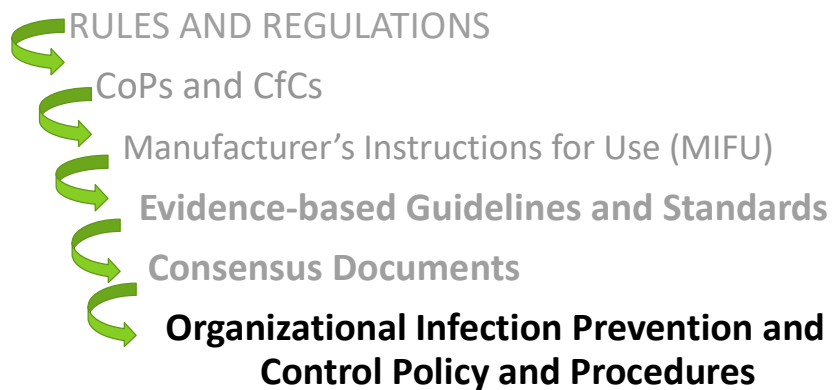 RULES AND REGULATIONS
CoPs and CfCs
Manufacturer’s Instructions for Use (MIFU)
Evidence-based Guidelines and Standards
Consensus Documents
Organizational Infection Prevention and
Control Policy and Procedures